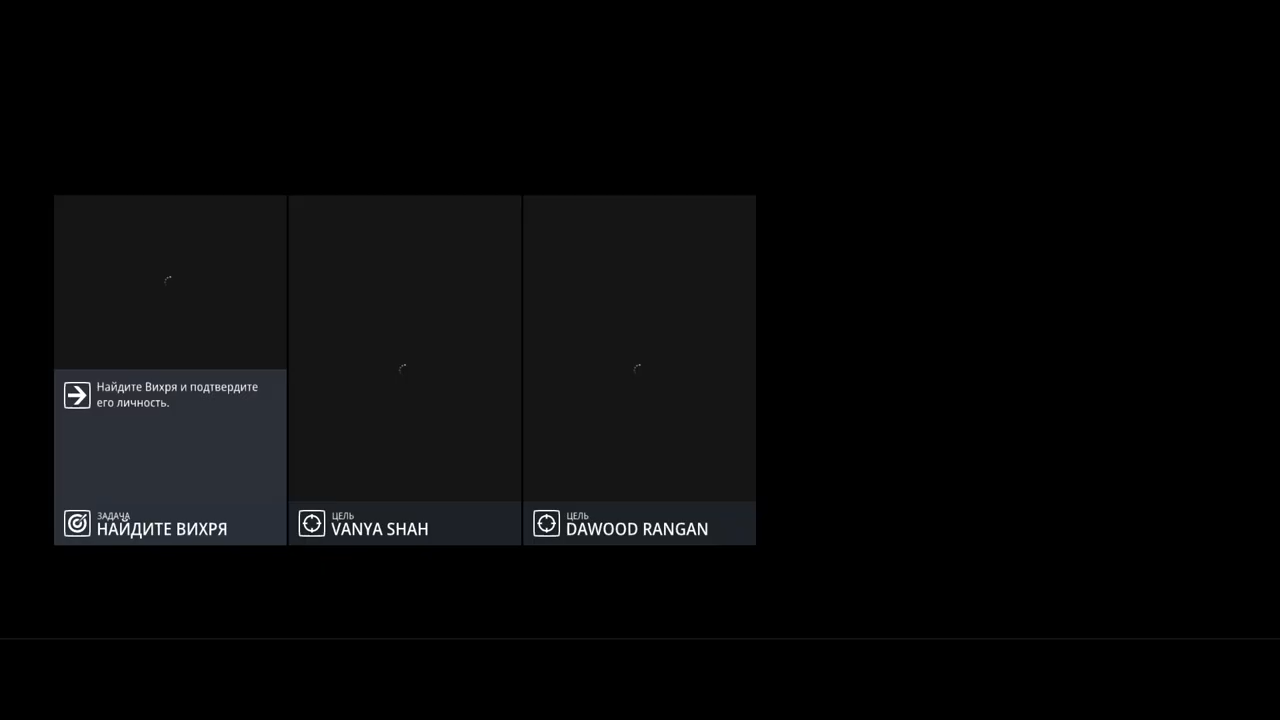 Найдите Вихря и подтвердите
его личность.
ЗАДАЧА
НАЙДИТЕ ВИХРЯ
ЦЕЛЬ
VANYA SHAH
ЦЕЛЬ
DAWOOD RANGAN